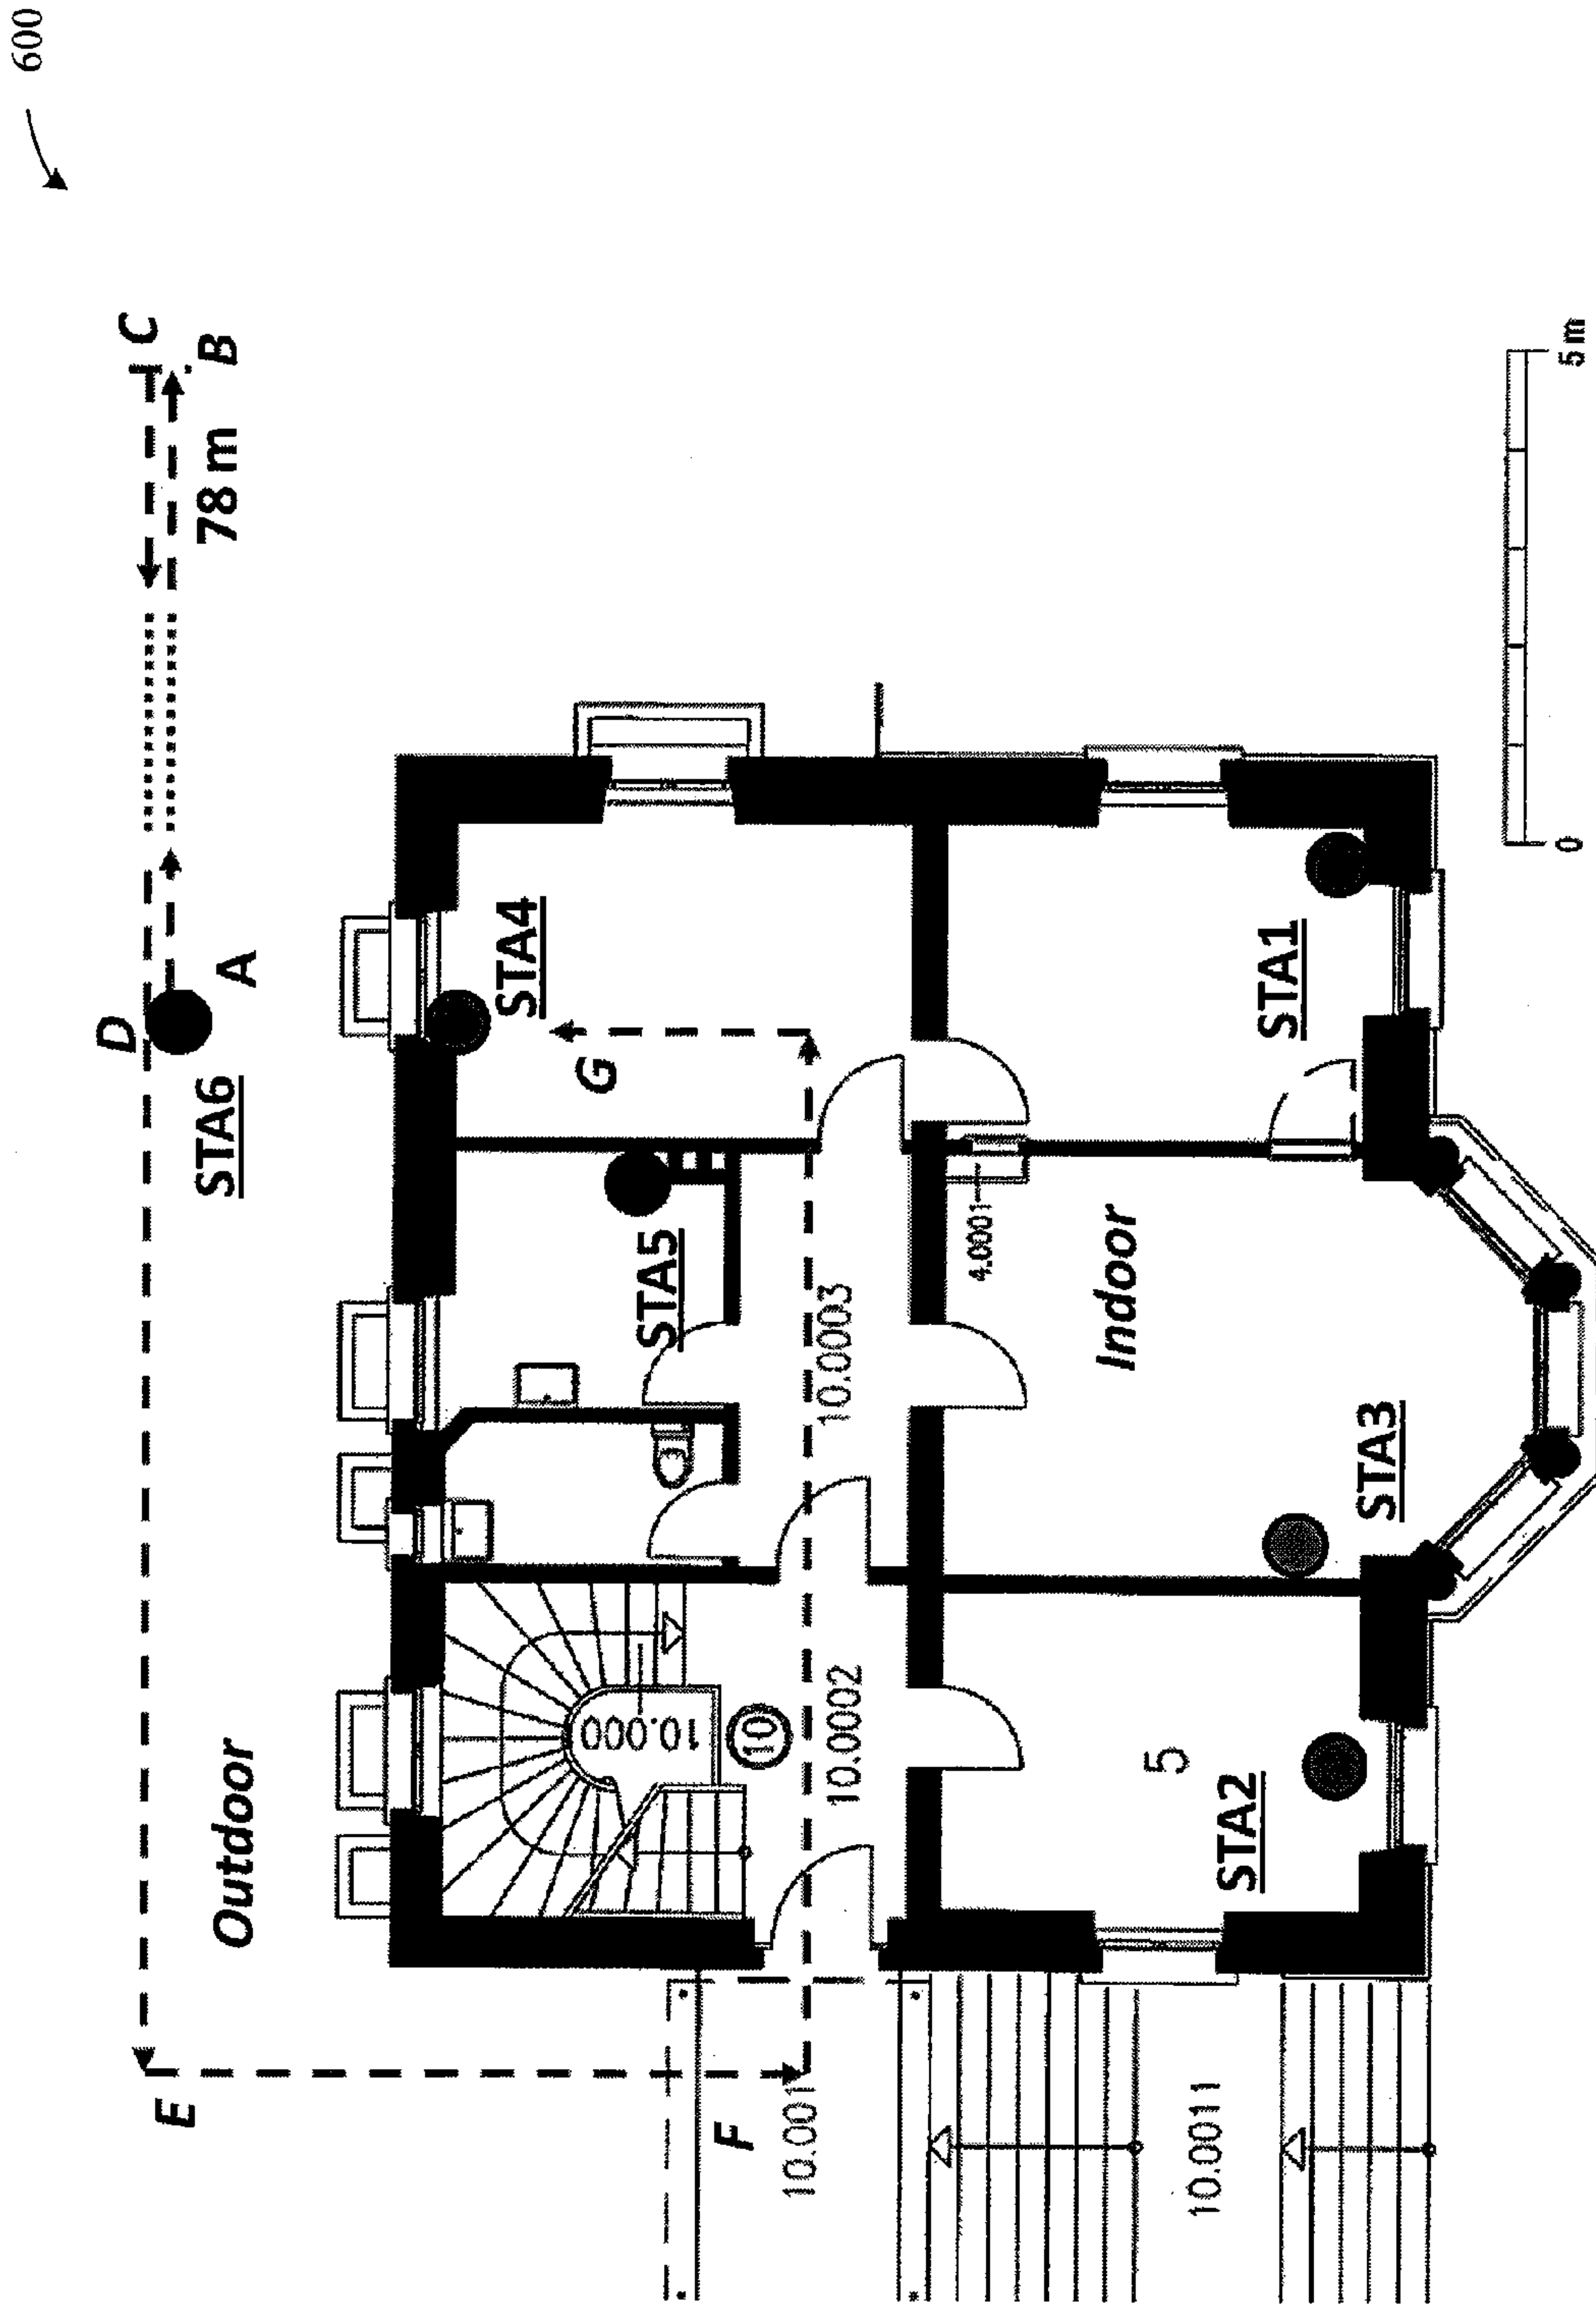 600
C
B
78 m
D
A
STA6
STA4
G
STA5
STA1
Outdoor
10.0003
4.0001
Indoor
STA3
10.000
10
10.0002
5
STA2
E
F
10.001
10.0011
0
5 m